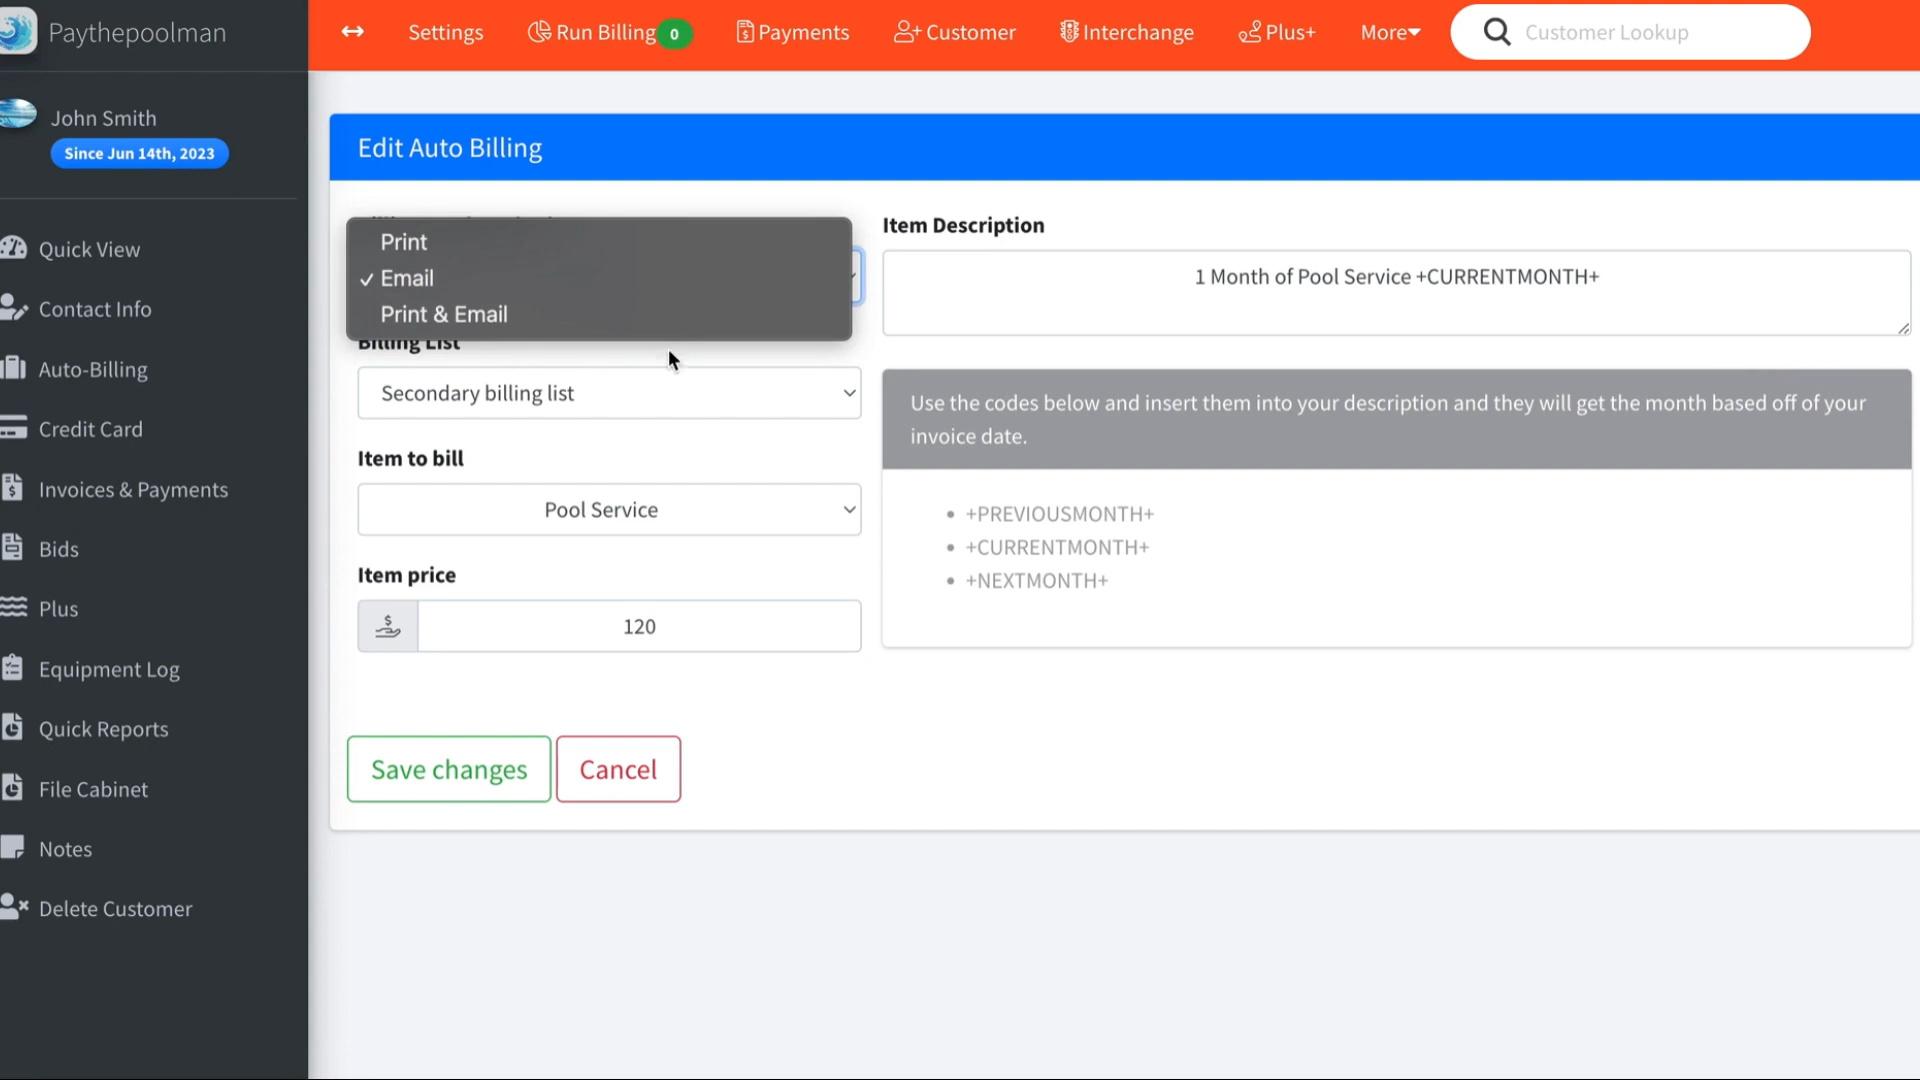 Paythepoolman
Settings
Run Billing 0
Payments
Customer
Interchange
Plus+
More
Customer Lookup
John Smith
Since Jun 14th, 2023
Quick View
Contact Info
Auto-Billing
Credit Card
Invoices & Payments
Bids
Plus
Equipment Log
Quick Reports
File Cabinet
Notes
Delete Customer
Edit Auto Billing
Print
✓ Email
Print & Email
Billing List
Secondary billing list
Item to bill
Pool Service
Item price
120
Save changes
Cancel
Item Description
1 Month of Pool Service +CURRENTMONTH+
Use the codes below and insert them into your description and they will get the month based off of your
invoice date.
+PREVIOUSMONTH+
+CURRENTMONTH+
+NEXTMONTH+